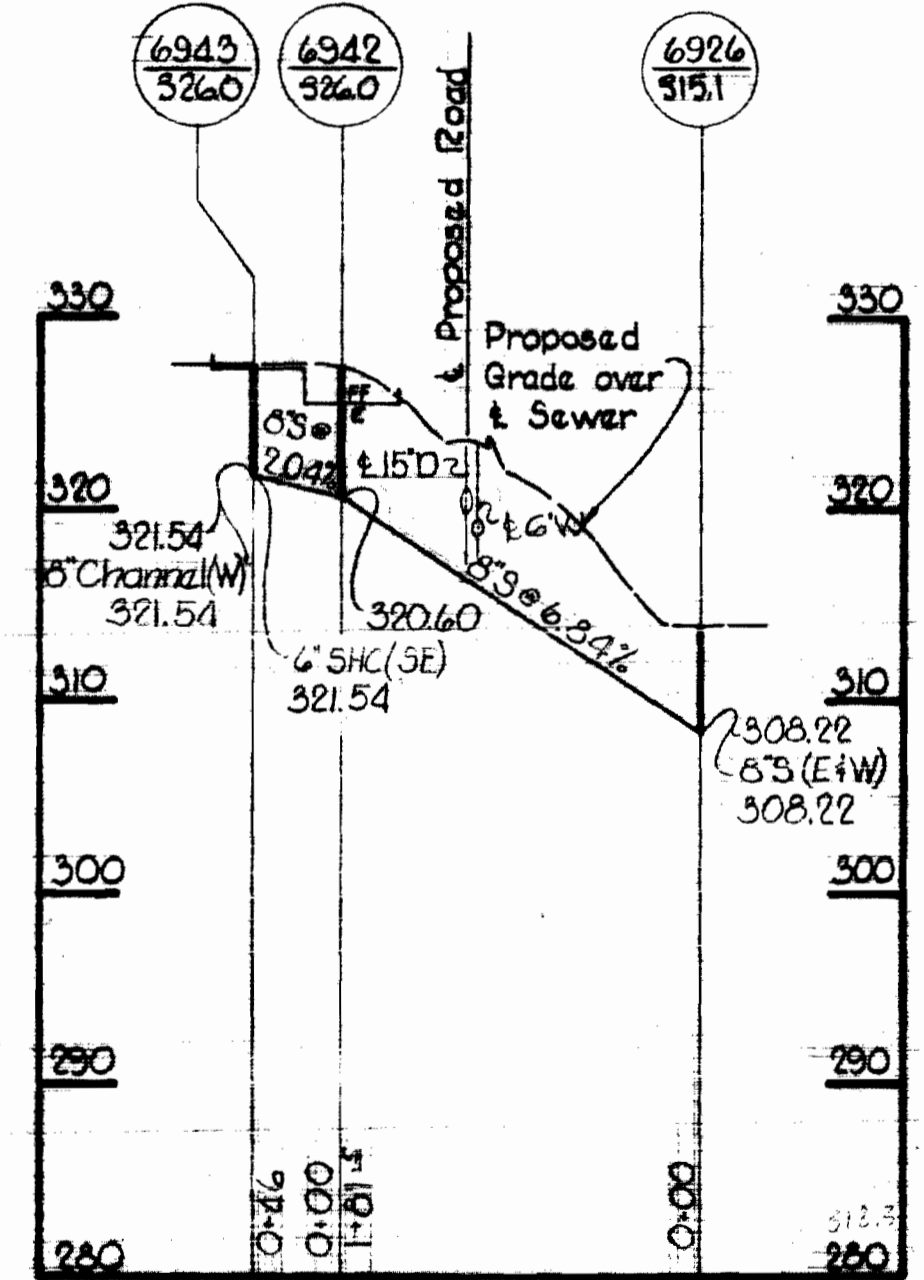 6943
326.0
6942
326.0
6926
315.1
℄ Proposed Road
330
330
Proposed
Grade over
℄ Sewer
FF
8"S @
2.04%
℄ 15"D
320
320
℄ 6"W
321.54
8" Channel (W)
321.54
8"S @ 6.84%
320.60
6" SHC (SE)
321.54
310
310
308.22
8"S (E&W)
308.22
300
300
290
290
0+46
0+00
1+81
0+00
280
280